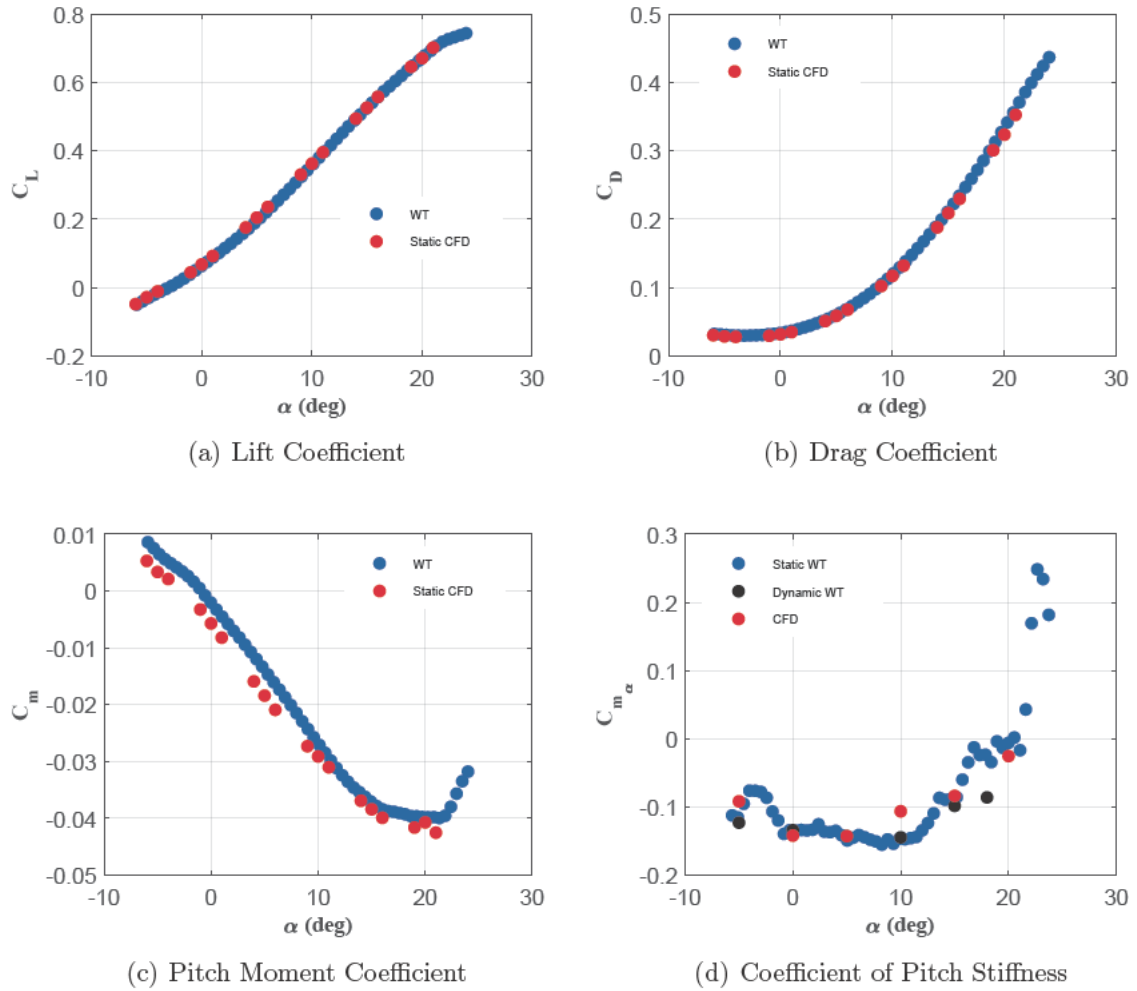 0.8
0.6
0.4
0.2
0
-0.2
C_L
WT
Static CFD
-10
0
10
20
30
α (deg)
(a) Lift Coefficient
0.5
0.4
0.3
0.2
0.1
0
C_D
WT
Static CFD
-10
0
10
20
30
α (deg)
(b) Drag Coefficient
0.01
0
-0.01
-0.02
-0.03
-0.04
-0.05
C_m
WT
Static CFD
-10
0
10
20
30
α (deg)
(c) Pitch Moment Coefficient
0.3
0.2
0.1
0
-0.1
-0.2
C_m_α
Static WT
Dynamic WT
CFD
-10
0
10
20
30
α (deg)
(d) Coefficient of Pitch Stiffness